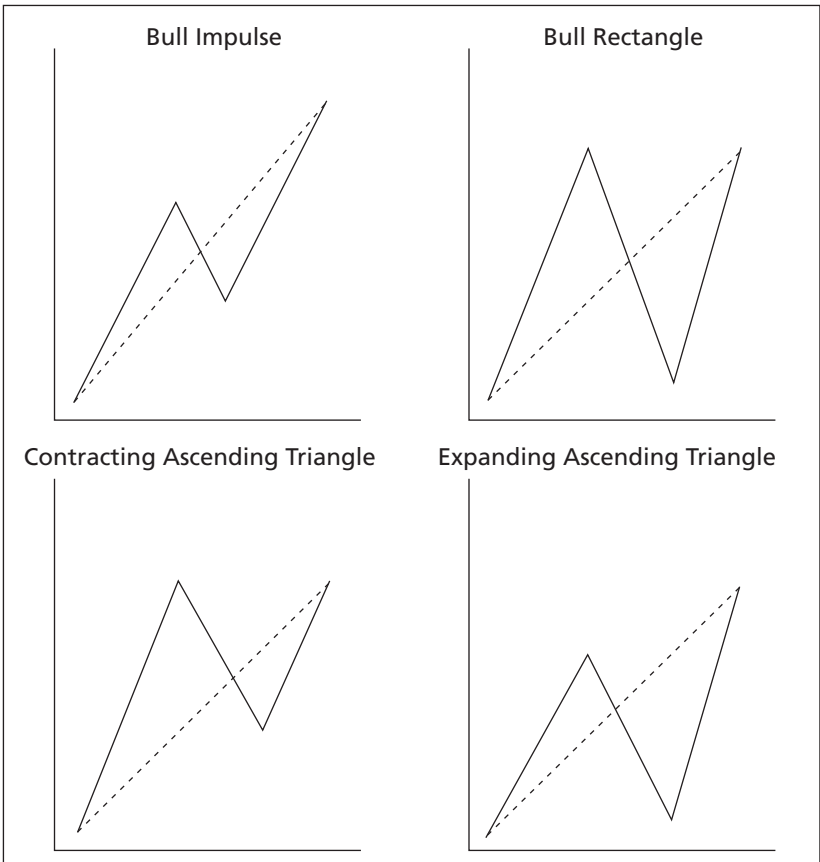 Bull Impulse
Bull Rectangle
Contracting Ascending Triangle
Expanding Ascending Triangle